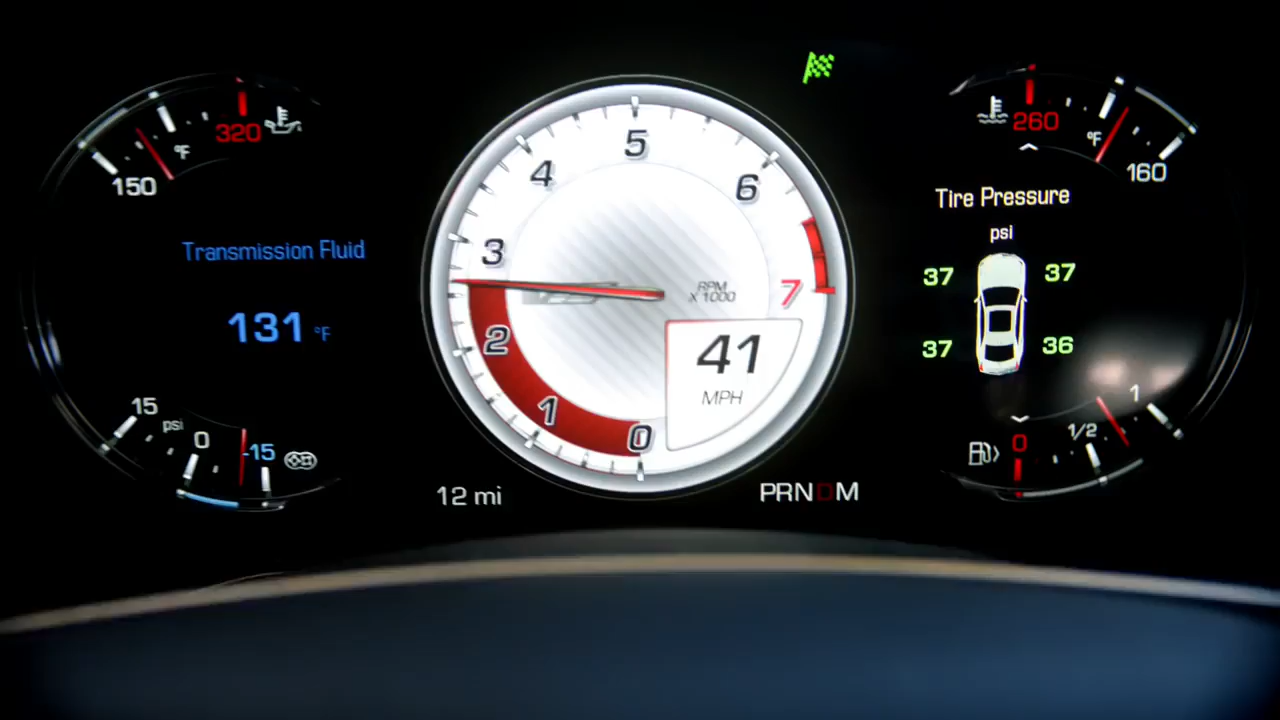 320
°F
150
Transmission Fluid
131 °F
15
psi
0
-15
5
4
6
3
RPM
X 1000
7
2
41
MPH
1
0
12 mi
PRNDM
260
°F
160
Tire Pressure
psi
37 37
37 36
1
1/2
0